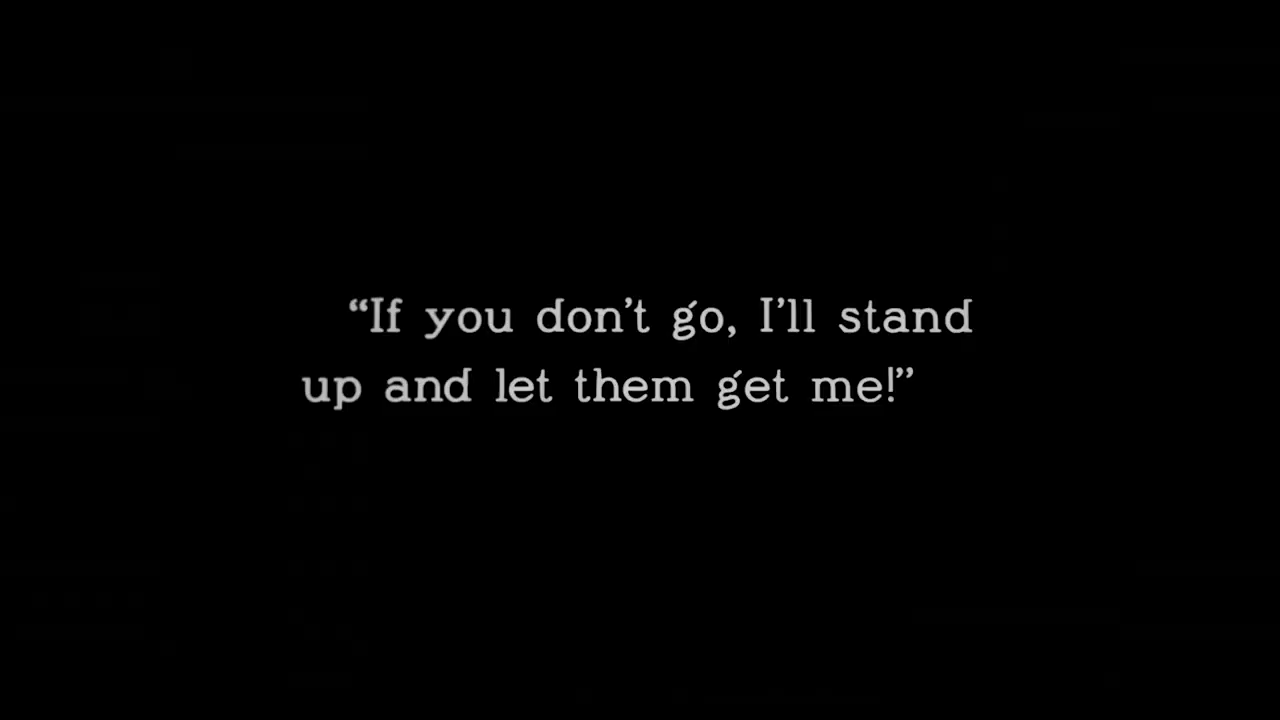 “If you don’t go, I’ll stand
up and let them get me!”